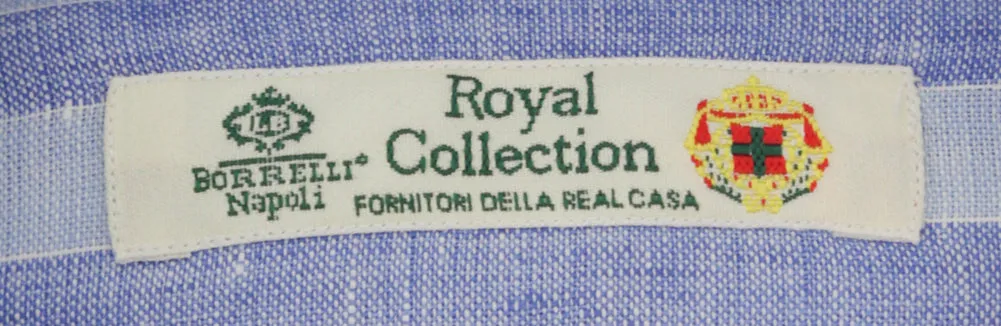 LB
BORRELLI
Napoli
Royal
Collection
FORNITORI DELLA REAL CASA